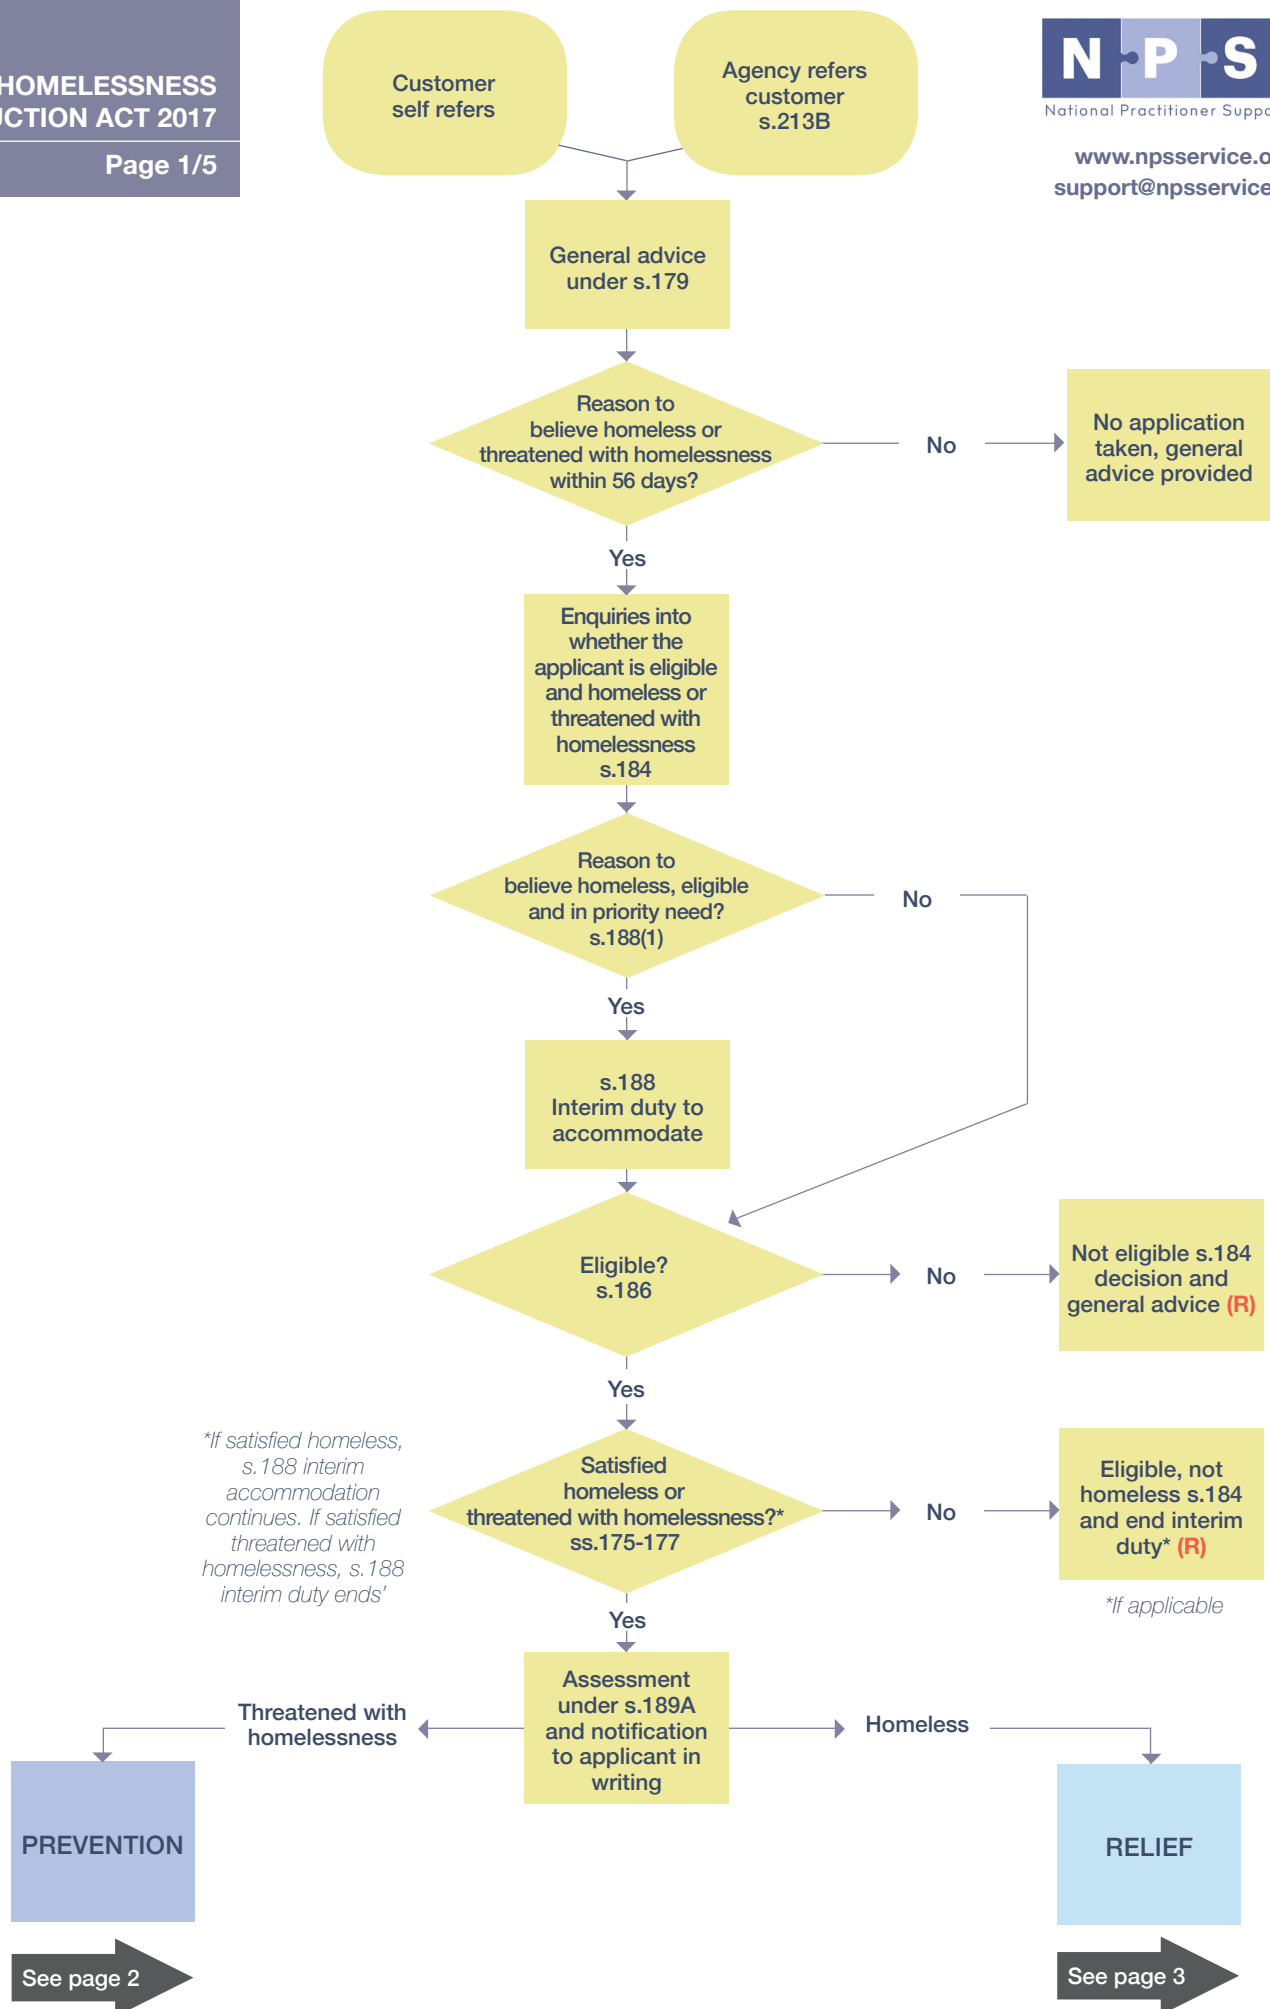 HOMELESSNESS
UCTION ACT 2017
Page 1/5
Customer
self refers
Agency refers
customer
s.213B
N P S
National Practitioner Suppo
www.npsservice.o
support@npsservice
General advice
under s.179
Reason to
believe homeless or
threatened with homelessness
within 56 days?
No
No application
taken, general
advice provided
Yes
Enquiries into
whether the
applicant is eligible
and homeless or
threatened with
homelessness
s.184
Reason to
believe homeless, eligible
and in priority need?
s.188(1)
No
Yes
s.188
Interim duty to
accommodate
Eligible?
s.186
No
Not eligible s.184
decision and
general advice (R)
Yes
*If satisfied homeless,
s.188 interim
accommodation
continues. If satisfied
threatened with
homelessness, s.188
interim duty ends'
Satisfied
homeless or
threatened with homelessness?*
ss.175-177
No
Eligible, not
homeless s.184
and end interim
duty* (R)
*If applicable
Yes
Assessment
under s.189A
and notification
to applicant in
writing
Threatened with
homelessness
Homeless
PREVENTION
RELIEF
See page 2
See page 3